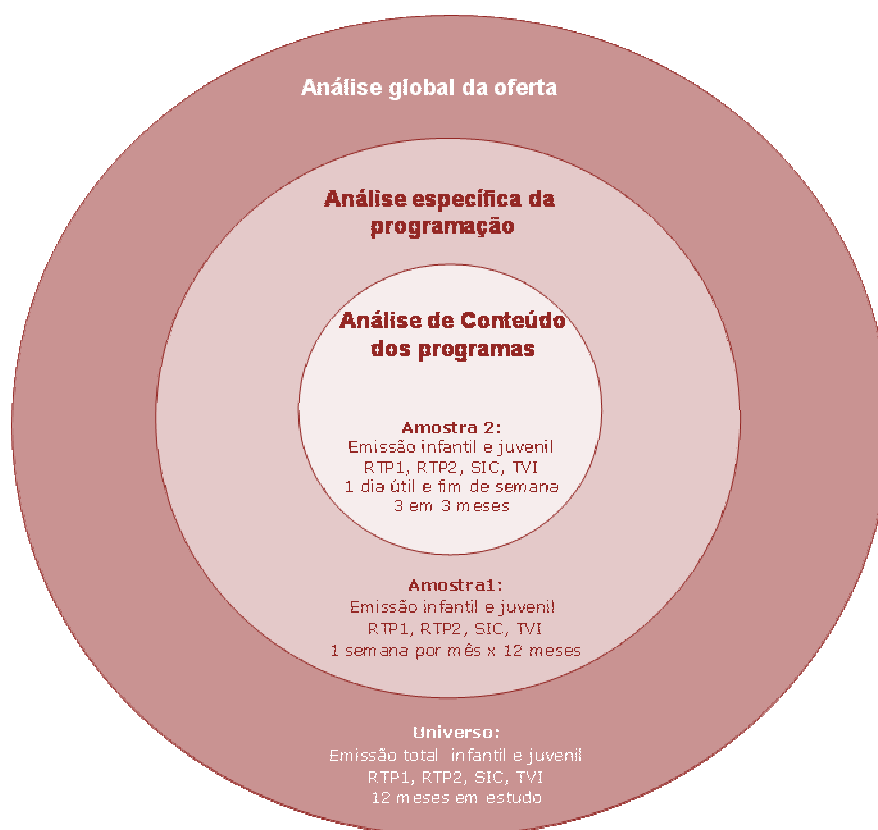 Análise global da oferta
Análise específica da
programação
Análise de Conteúdo
dos programas
Amostra 2:
Emissão infantil e juvenil
RTP1, RTP2, SIC, TVI
1 dia útil e fim de semana
3 em 3 meses
Amostra1:
Emissão infantil e juvenil
RTP1, RTP2, SIC, TVI
1 semana por mês x 12 meses
Universo:
Emissão total infantil e juvenil
RTP1, RTP2, SIC, TVI
12 meses em estudo